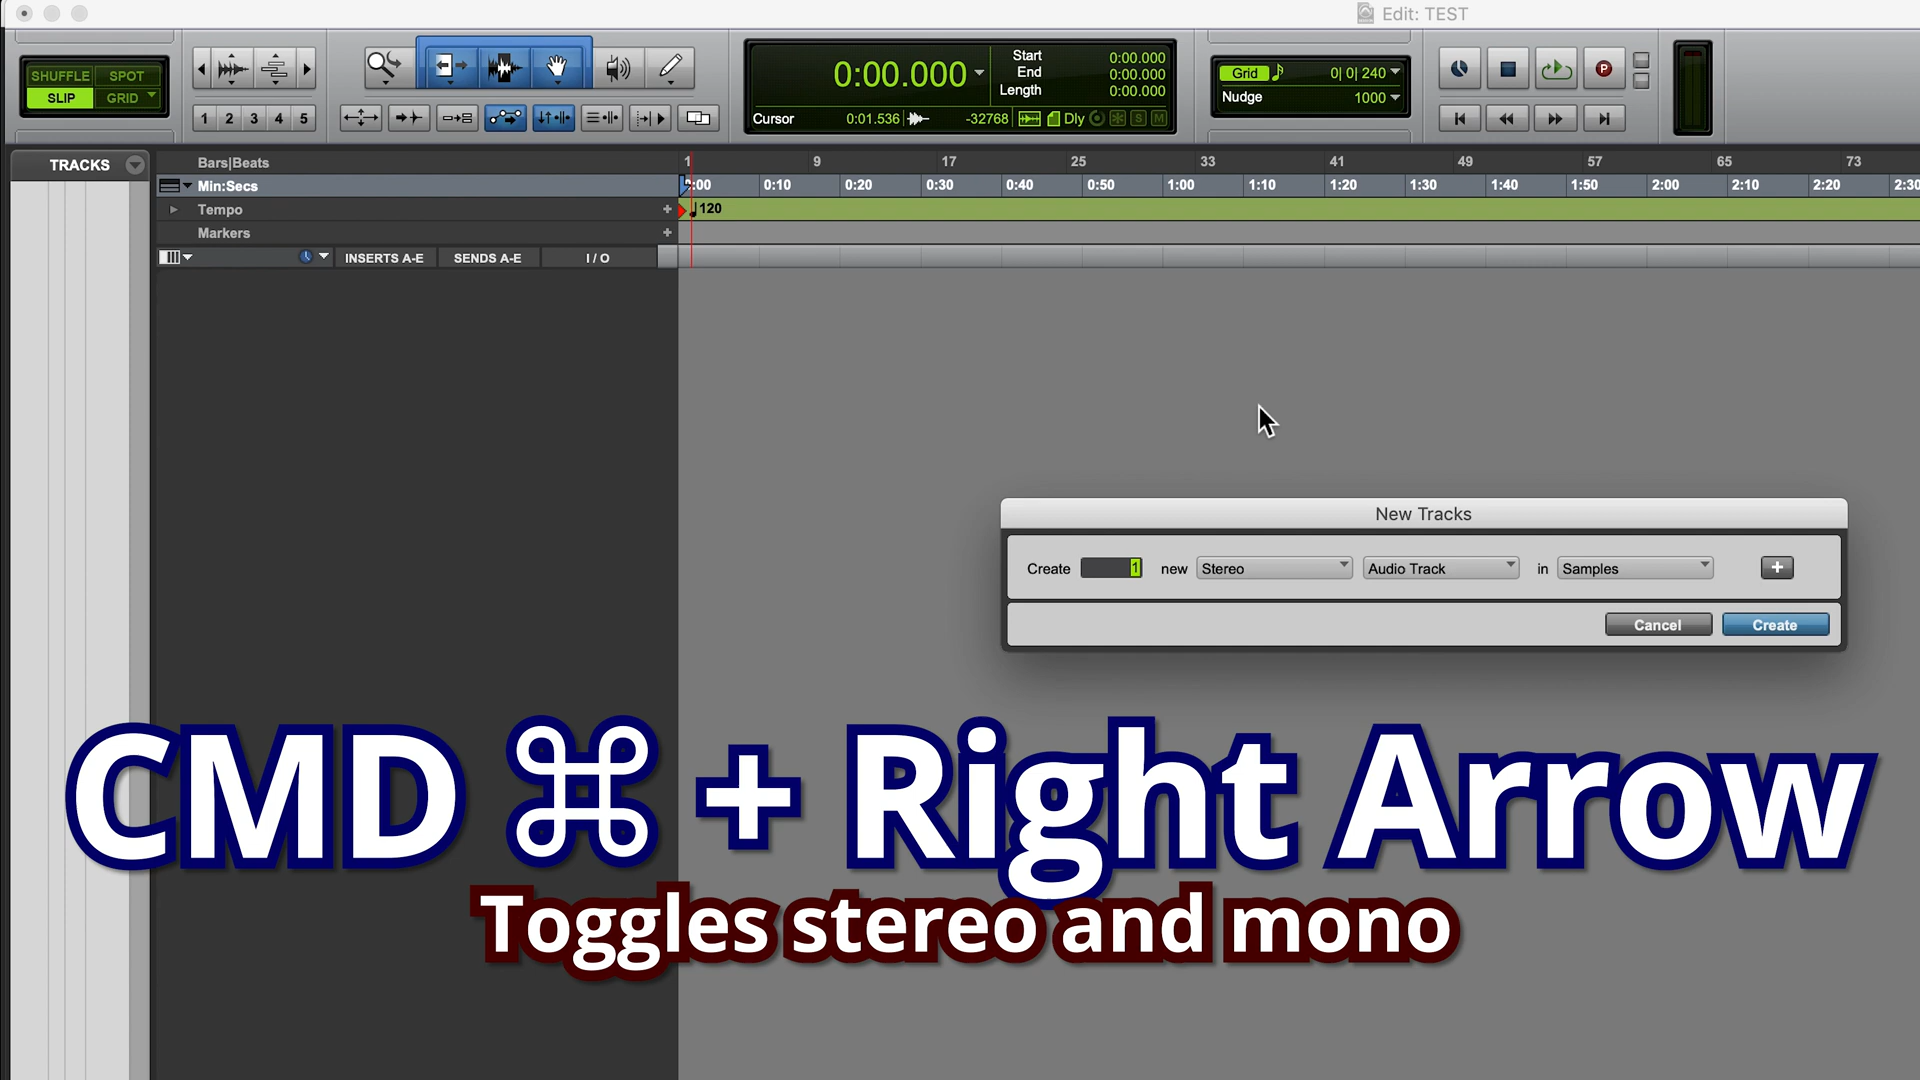 Edit: TEST
SHUFFLE SPOT
SLIP GRID
1 2 3 4 5
0:00.000
Start 0:00.000
End 0:00.000
Length 0:00.000
Cursor 0:01.536 -32768 Dly S M
Grid 0| 0| 240
Nudge 1000
P
TRACKS
Bars|Beats 1 9 17 25 33 41 49 57 65 73
Min:Secs 0:10 0:20 0:30 0:40 0:50 1:00 1:10 1:20 1:30 1:40 1:50 2:00 2:10 2:20 2:30
Tempo + 120
Markers +
INSERTS A-E SENDS A-E I / O
New Tracks
Create 1 new Stereo Audio Track in Samples +
Cancel Create
CMD ⌘ + Right Arrow
Toggles stereo and mono